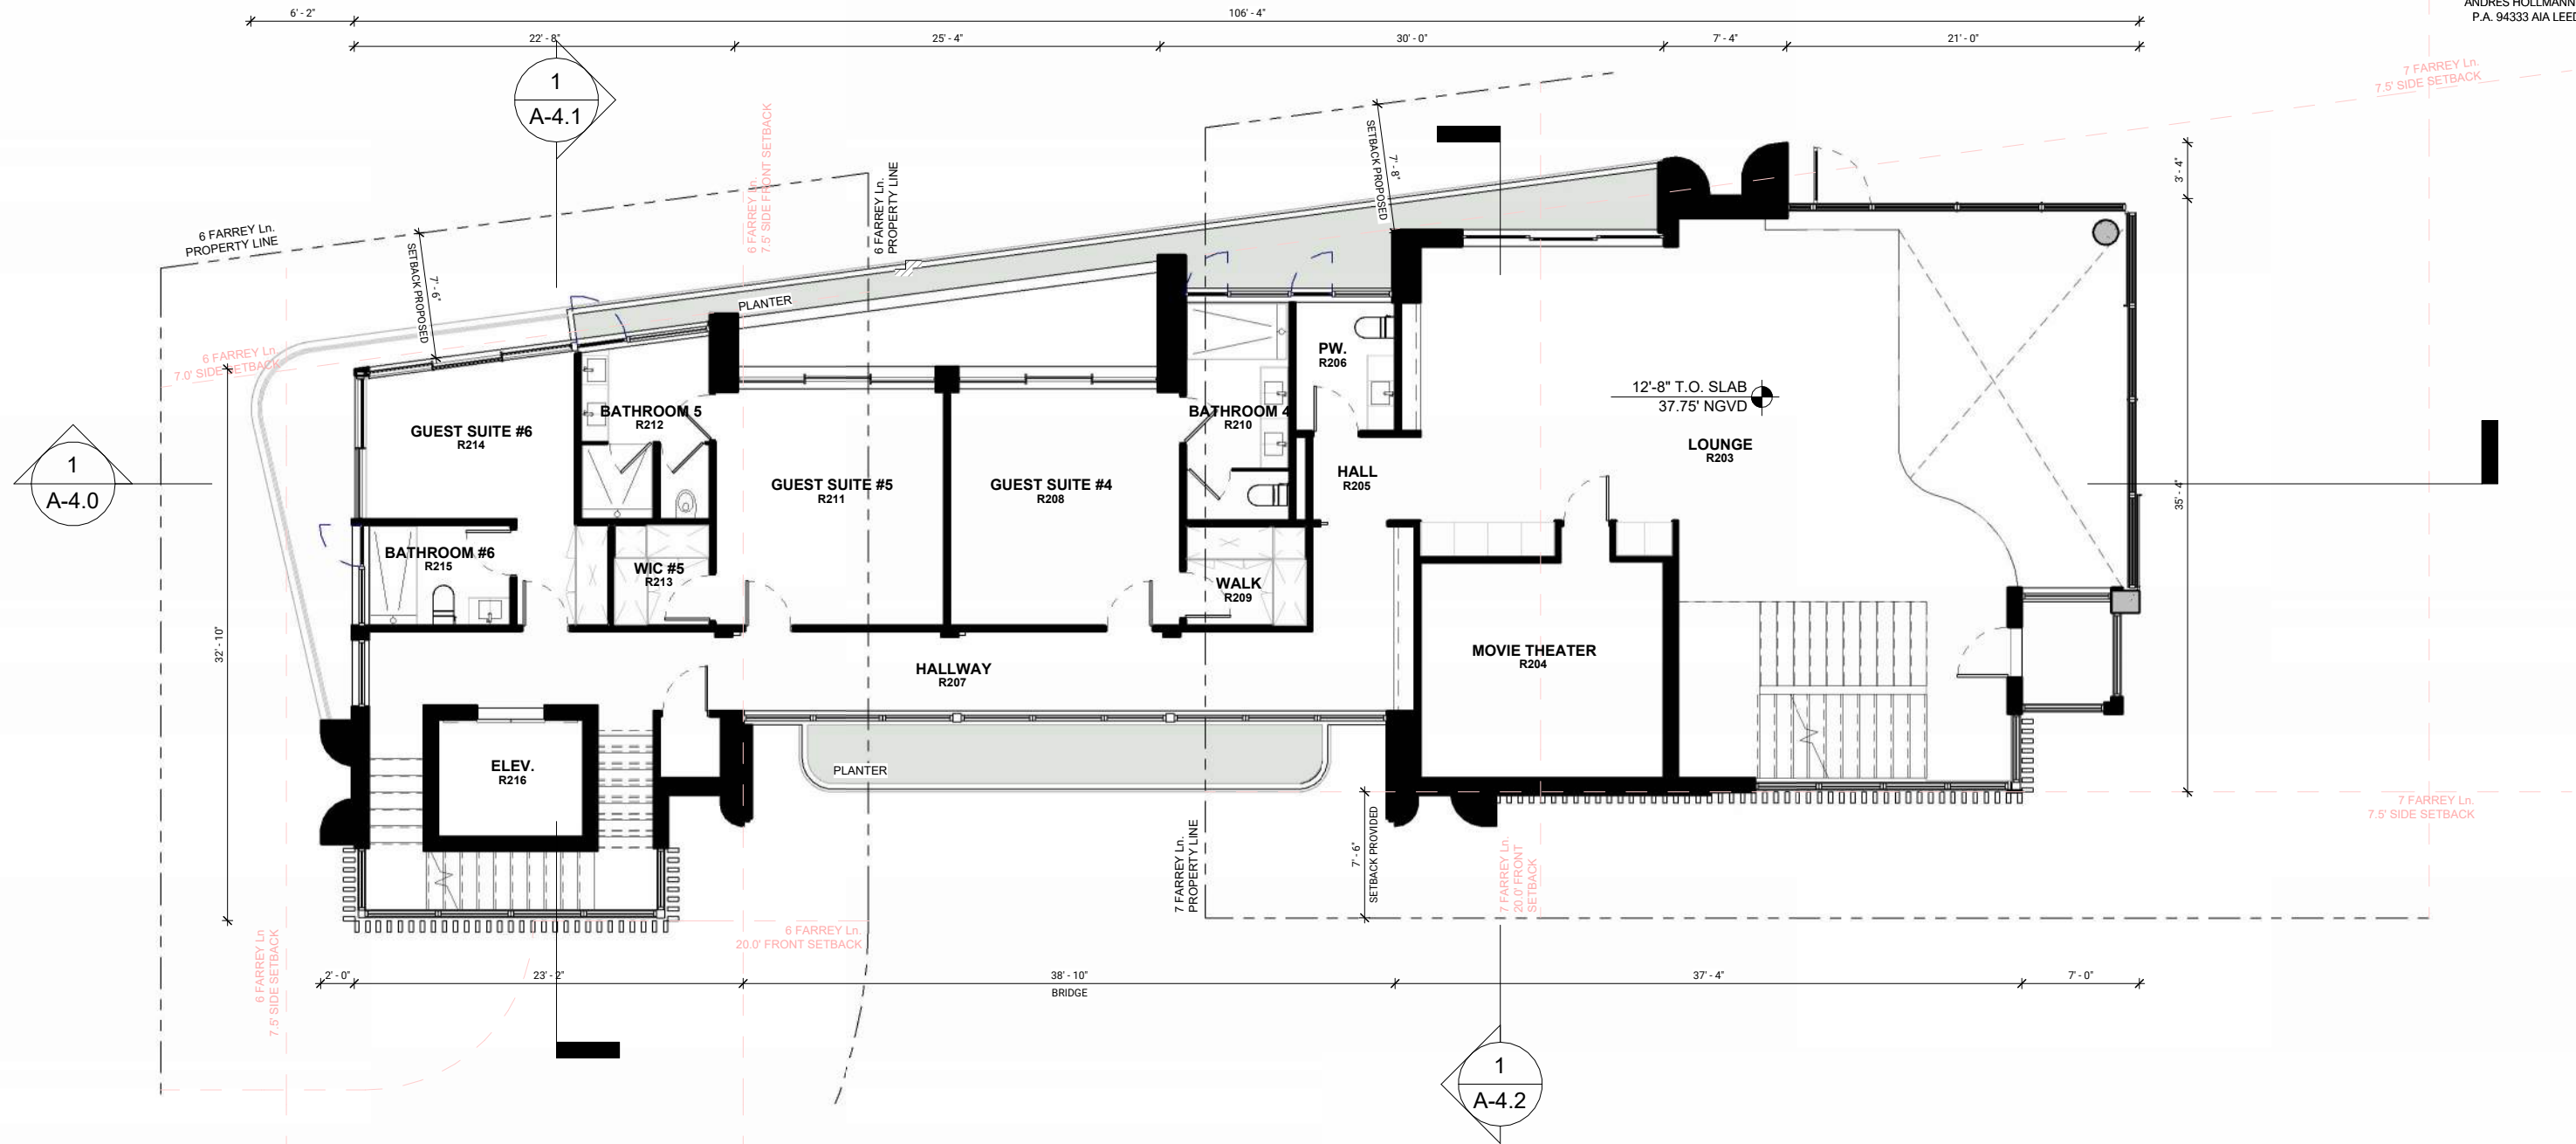 ANDRES HOLLMANN
P.A. 94333 AIA LEED
6' - 2"
106' - 4"
22' - 8"
25' - 4"
30' - 0"
7' - 4"
21' - 0"
1
A-4.1
7 FARREY Ln.
7.5' SIDE SETBACK
6 FARREY Ln.
7.5' SIDE FRONT SETBACK
6 FARREY Ln.
PROPERTY LINE
7' - 8"
SETBACK PROPOSED
3' - 4"
6 FARREY Ln.
PROPERTY LINE
7' - 6"
SETBACK PROPOSED
PLANTER
6 FARREY Ln.
7.0' SIDE SETBACK
PW.
R206
12'-8" T.O. SLAB
37.75' NGVD
BATHROOM 5
R212
BATHROOM 4
R210
GUEST SUITE #6
R214
LOUNGE
R203
1
A-4.0
GUEST SUITE #5
R211
GUEST SUITE #4
R208
HALL
R205
35' - 4"
BATHROOM #6
R215
WIC #5
R213
WALK
R209
32' - 10"
HALLWAY
R207
MOVIE THEATER
R204
ELEV.
R216
PLANTER
7 FARREY Ln.
7.5' SIDE SETBACK
7 FARREY Ln.
PROPERTY LINE
7' - 6"
SETBACK PROVIDED
7 FARREY Ln.
20.0' FRONT
SETBACK
6 FARREY Ln.
20.0' FRONT SETBACK
6 FARREY Ln
7.5' SIDE SETBACK
2' - 0"
23' - 2"
38' - 10"
BRIDGE
37' - 4"
7' - 0"
1
A-4.2